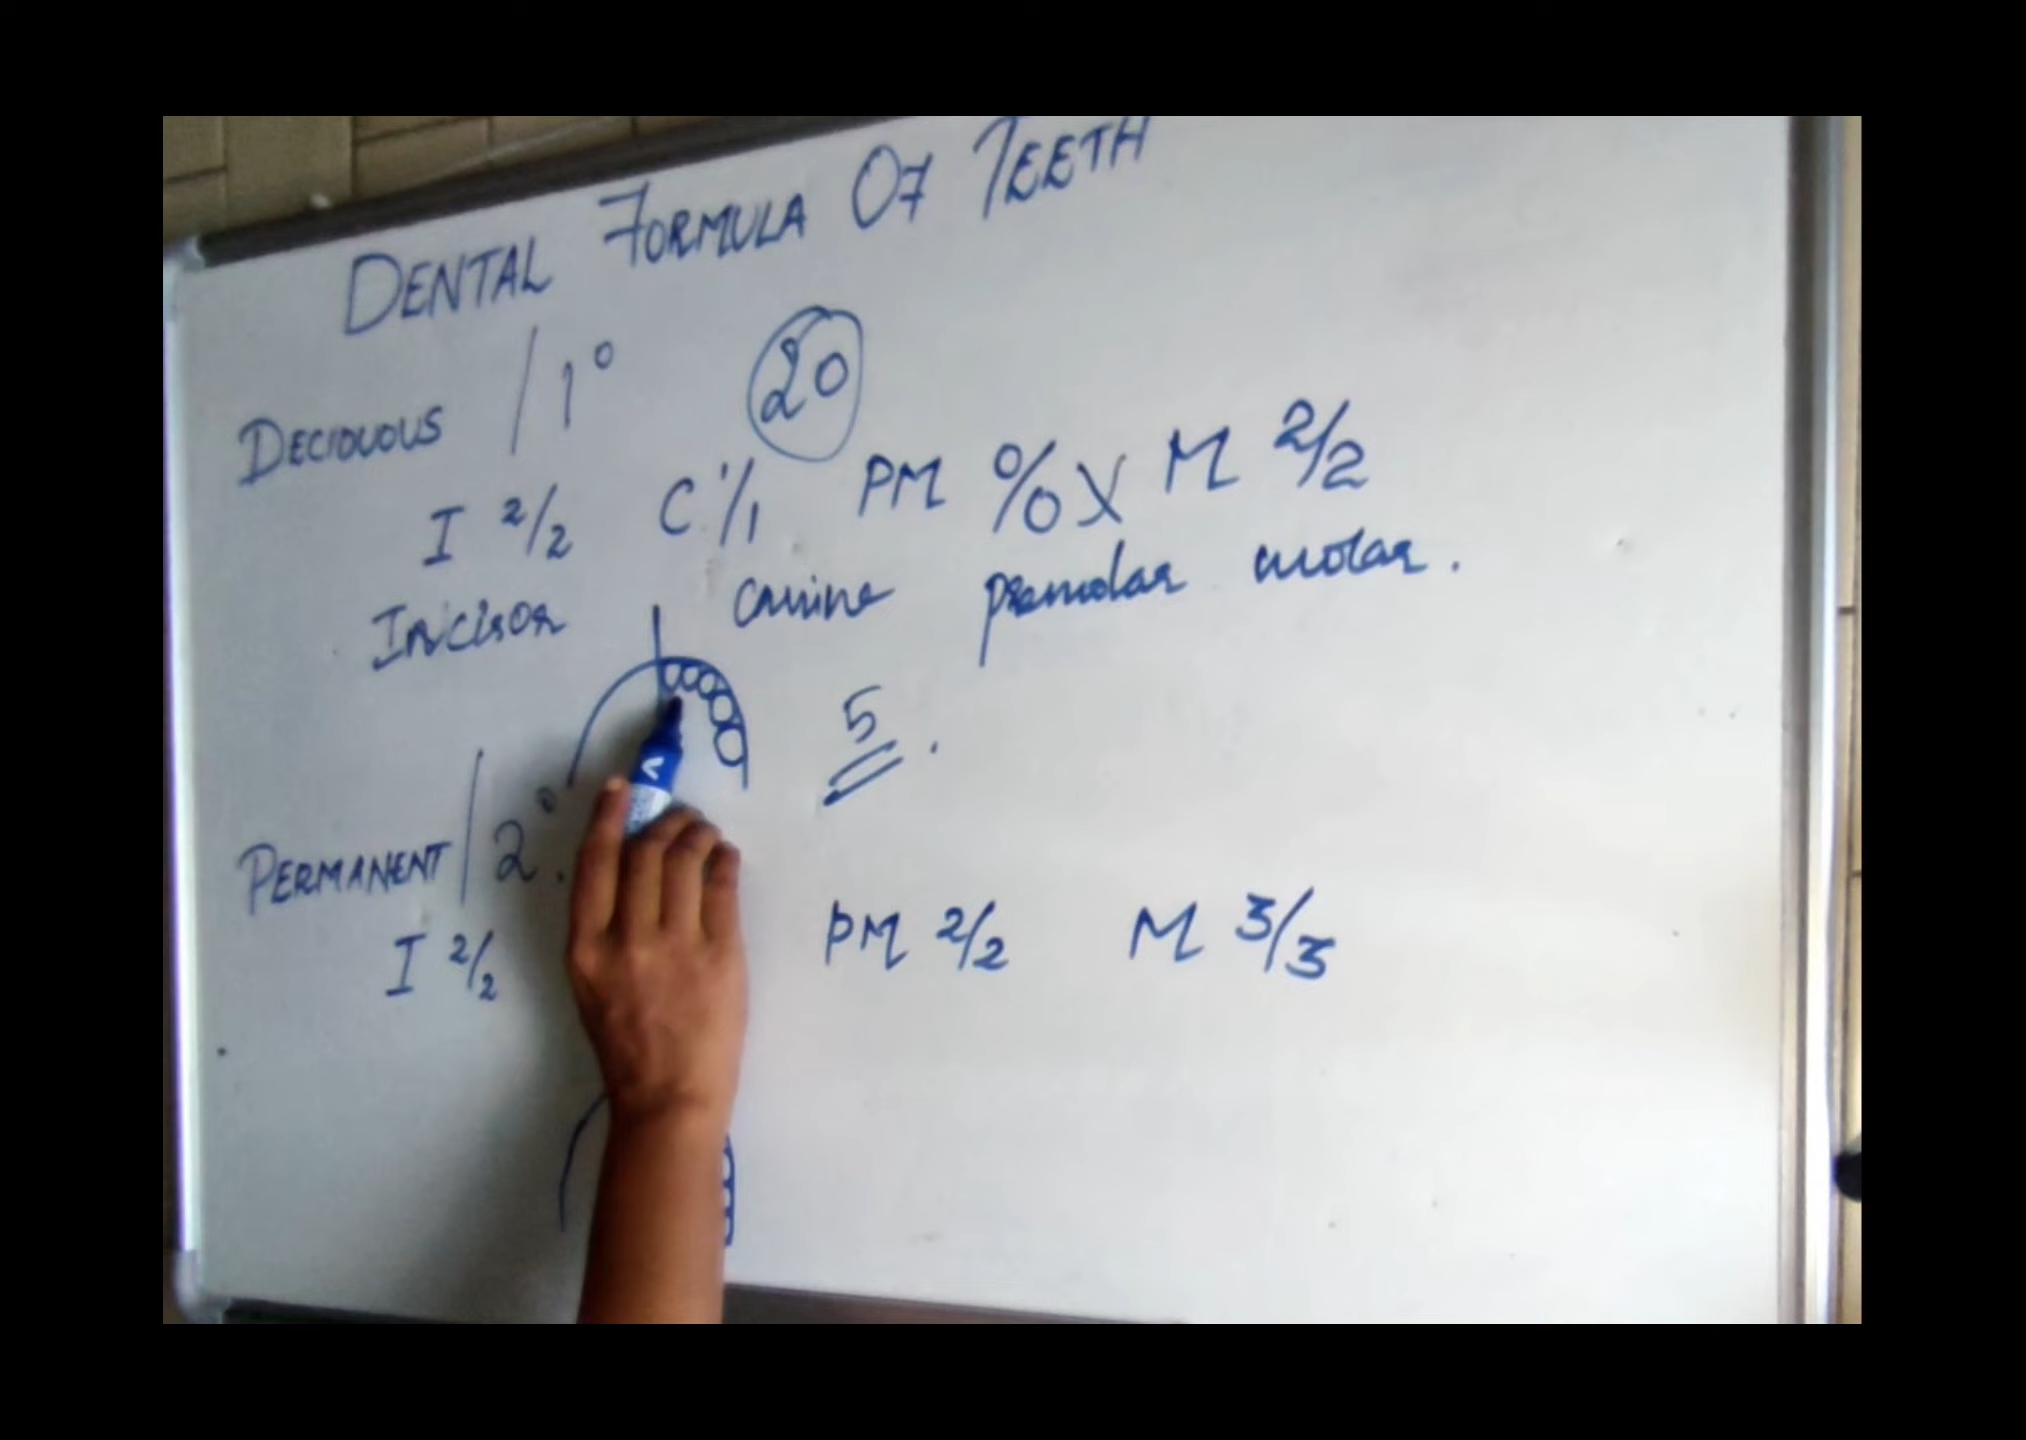 DENTAL FORMULA OF TEETH
DECIDUOUS / 1° 20
I 2/2 C 1/1 PM 0/0 X M 2/2
Incisor canine premolar molar.
5.
PERMANENT / 2°.
I 2/2 PM 2/2 M 3/3